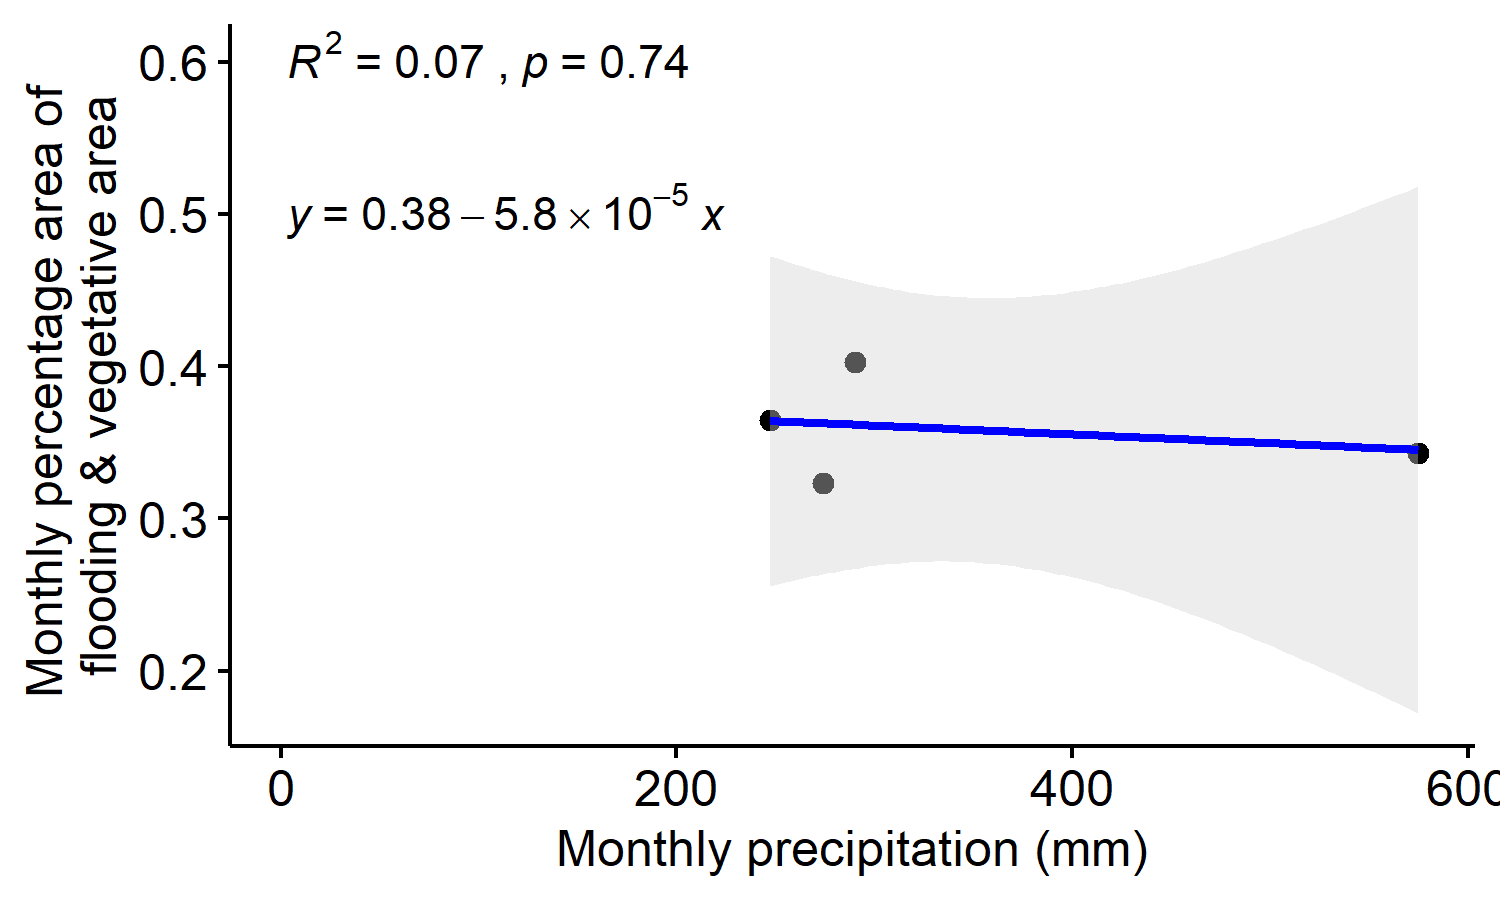 R² = 0.07 , p = 0.74
y = 0.38 − 5.8 × 10⁻⁵ x
Monthly percentage area of
flooding & vegetative area
0.6
0.5
0.4
0.3
0.2
0
200
400
600
Monthly precipitation (mm)